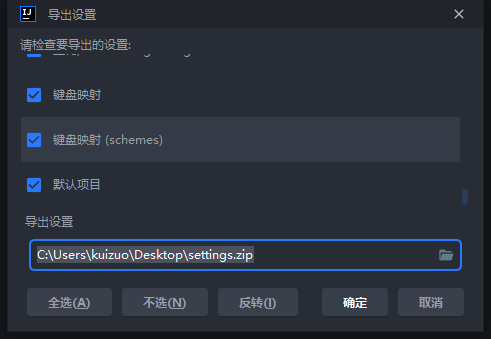 IJ 导出设置
请检查要导出的设置:
键盘映射
键盘映射 (schemes)
默认项目
导出设置
C:\Users\kuizuo\Desktop\settings.zip
全选(A) 不选(N) 反转(I) 确定 取消